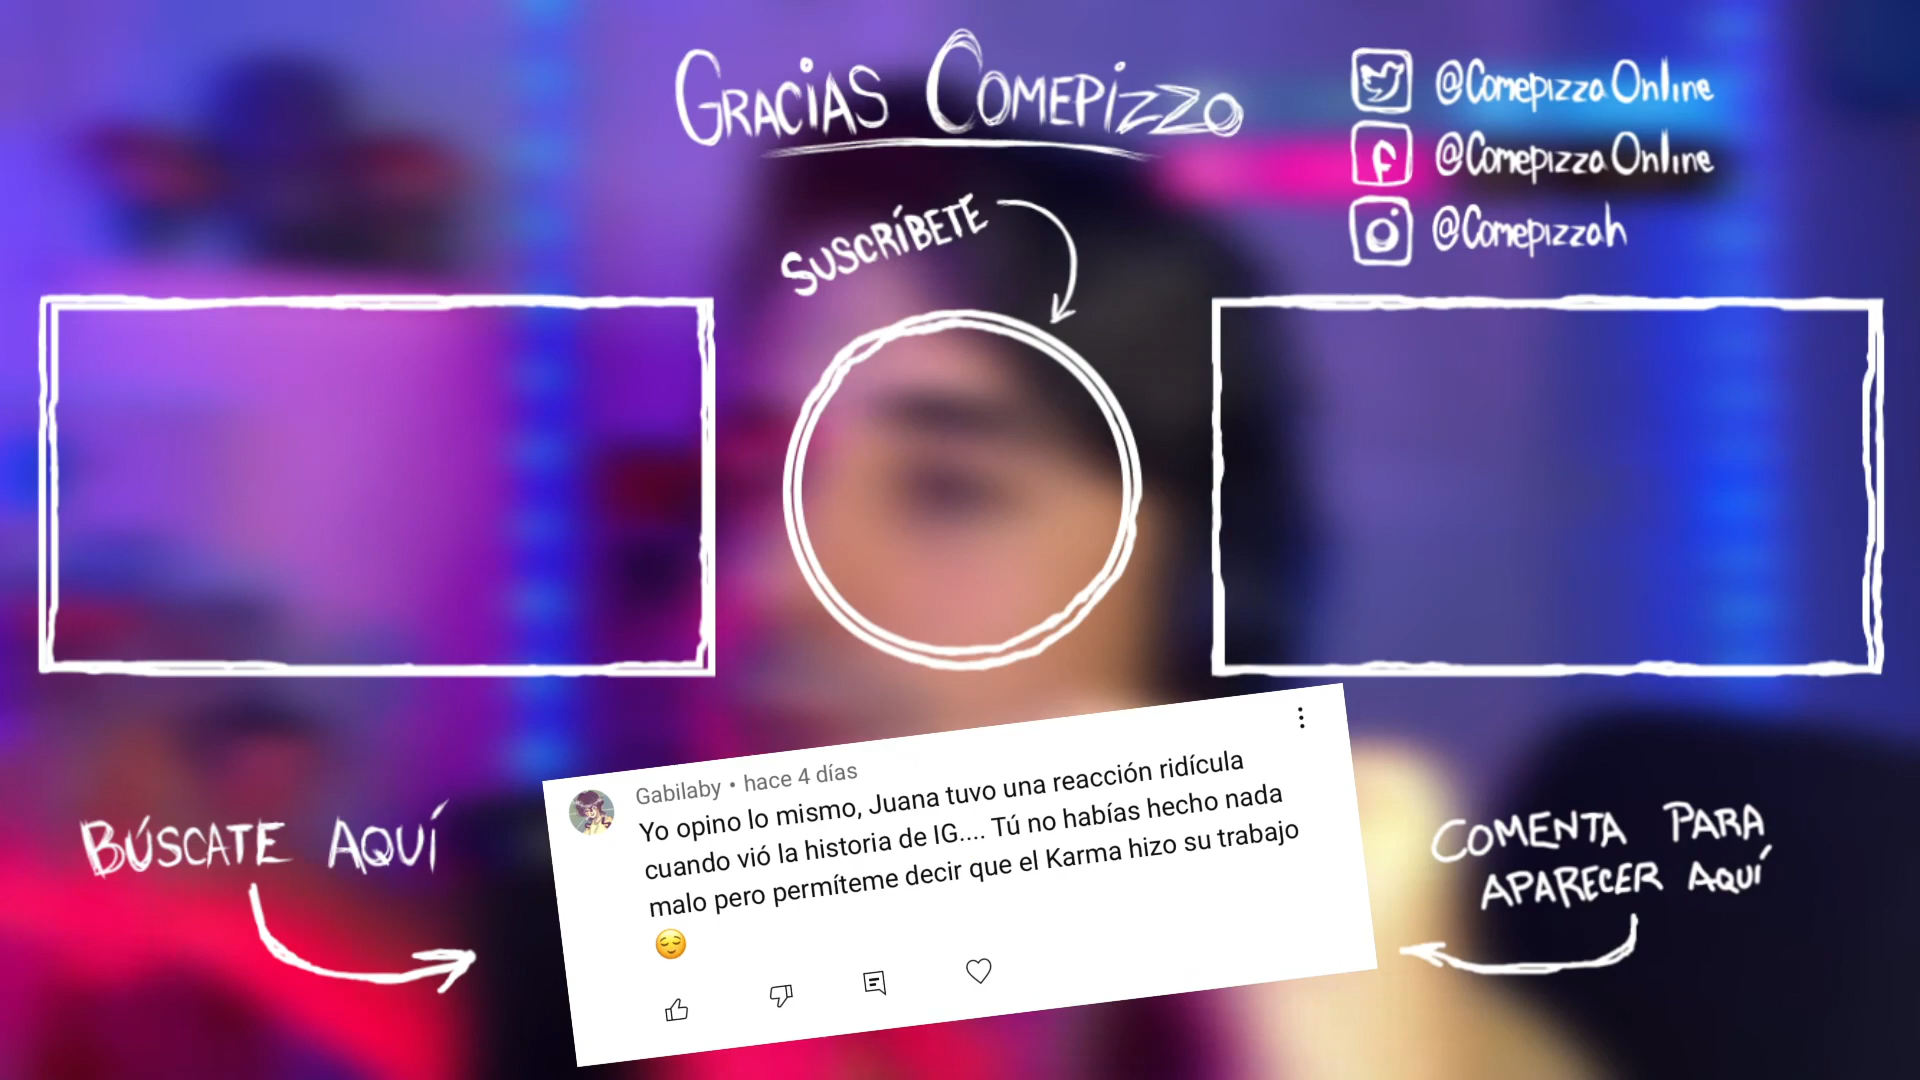 GRACIAS COMEPIZZO
@ComepizzaOnline
@ComepizzaOnline
@Comepizzah
SUSCRÍBETE
Gabilaby • hace 4 días
Yo opino lo mismo, Juana tuvo una reacción ridícula
cuando vió la historia de IG.... Tú no habías hecho nada
malo pero permíteme decir que el Karma hizo su trabajo
😌
BÚSCATE AQUÍ
COMENTA PARA
APARECER AQUÍ